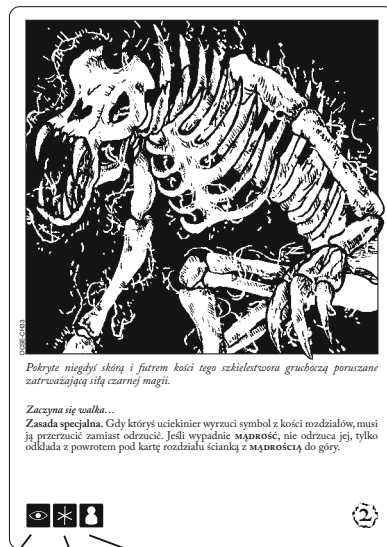 DOSE-CH33
Pokryte niegdyś skórą i futrem kości tego szkielestwora gruchoczą poruszane
zatrważającą siłą czarnej magii.
Zaczyna się walka…
Zasada specjalna. Gdy któryś uciekinier wyrzuci symbol z kości rozdziałów, musi
ją przerzucić zamiast odrzucić. Jeśli wypadnie MĄDROŚĆ, nie odrzuca jej, tylko
odkłada z powrotem pod kartę rozdziału ścianką z MĄDROŚCIĄ do góry.
2